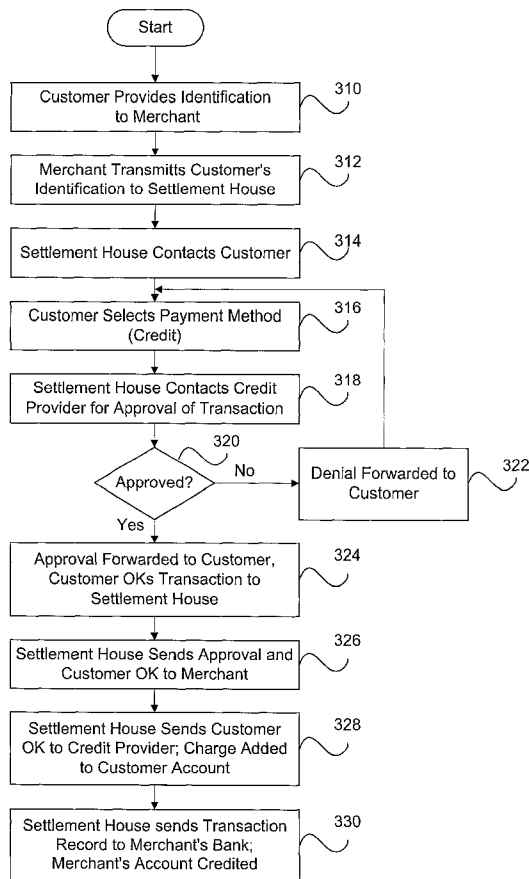 Start
Customer Provides Identification
to Merchant
310
Merchant Transmitts Customer's
Identification to Settlement House
312
Settlement House Contacts Customer
314
Customer Selects Payment Method
(Credit)
316
Settlement House Contacts Credit
Provider for Approval of Transaction
318
320
Approved?
No
Denial Forwarded to
Customer
322
Yes
Approval Forwarded to Customer,
Customer OKs Transaction to
Settlement House
324
Settlement House Sends Approval and
Customer OK to Merchant
326
Settlement House Sends Customer
OK to Credit Provider; Charge Added
to Customer Account
328
Settlement House sends Transaction
Record to Merchant's Bank;
Merchant's Account Credited
330